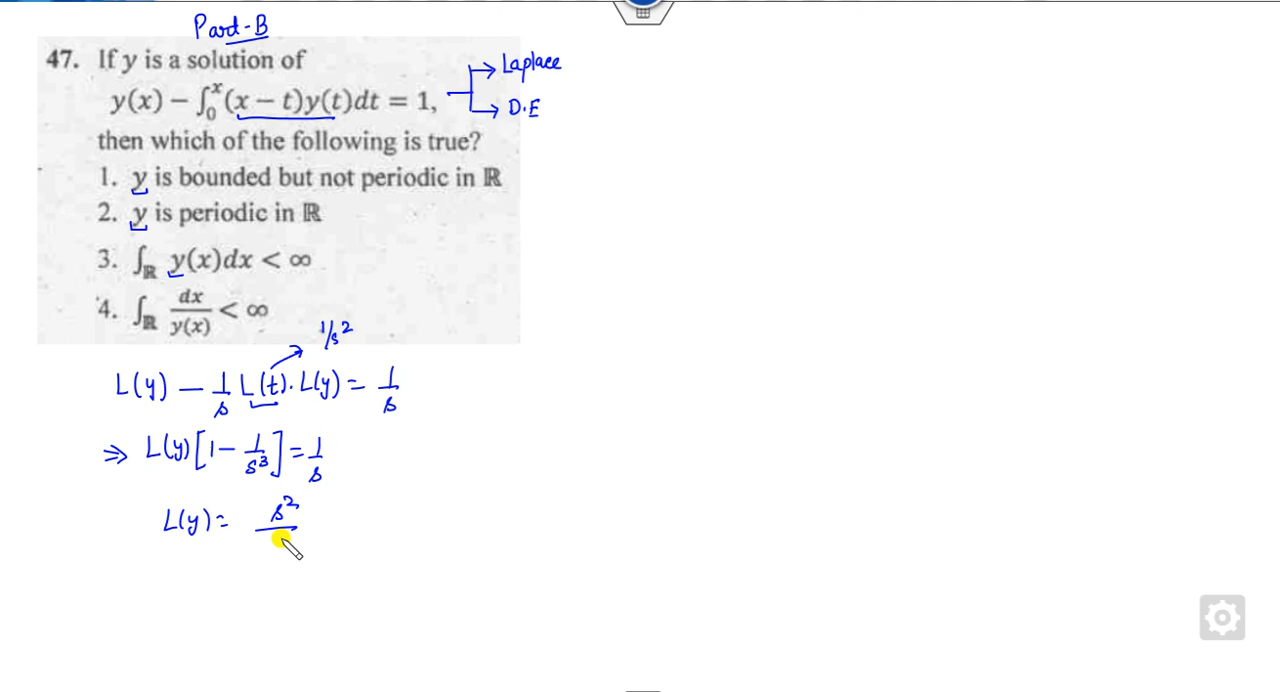 Part-B
47. If y is a solution of
y(x) – ∫₀ˣ(x – t)y(t)dt = 1,
→ Laplace
→ D.E
then which of the following is true?
1. y is bounded but not periodic in ℝ
2. y is periodic in ℝ
3. ∫ℝ y(x)dx < ∞
4. ∫ℝ dx/y(x) < ∞
1/s²
L(y) – 1/s L(t). L(y) = 1/s
⇒ L(y)[1 – 1/s³] = 1/s
L(y) = s²